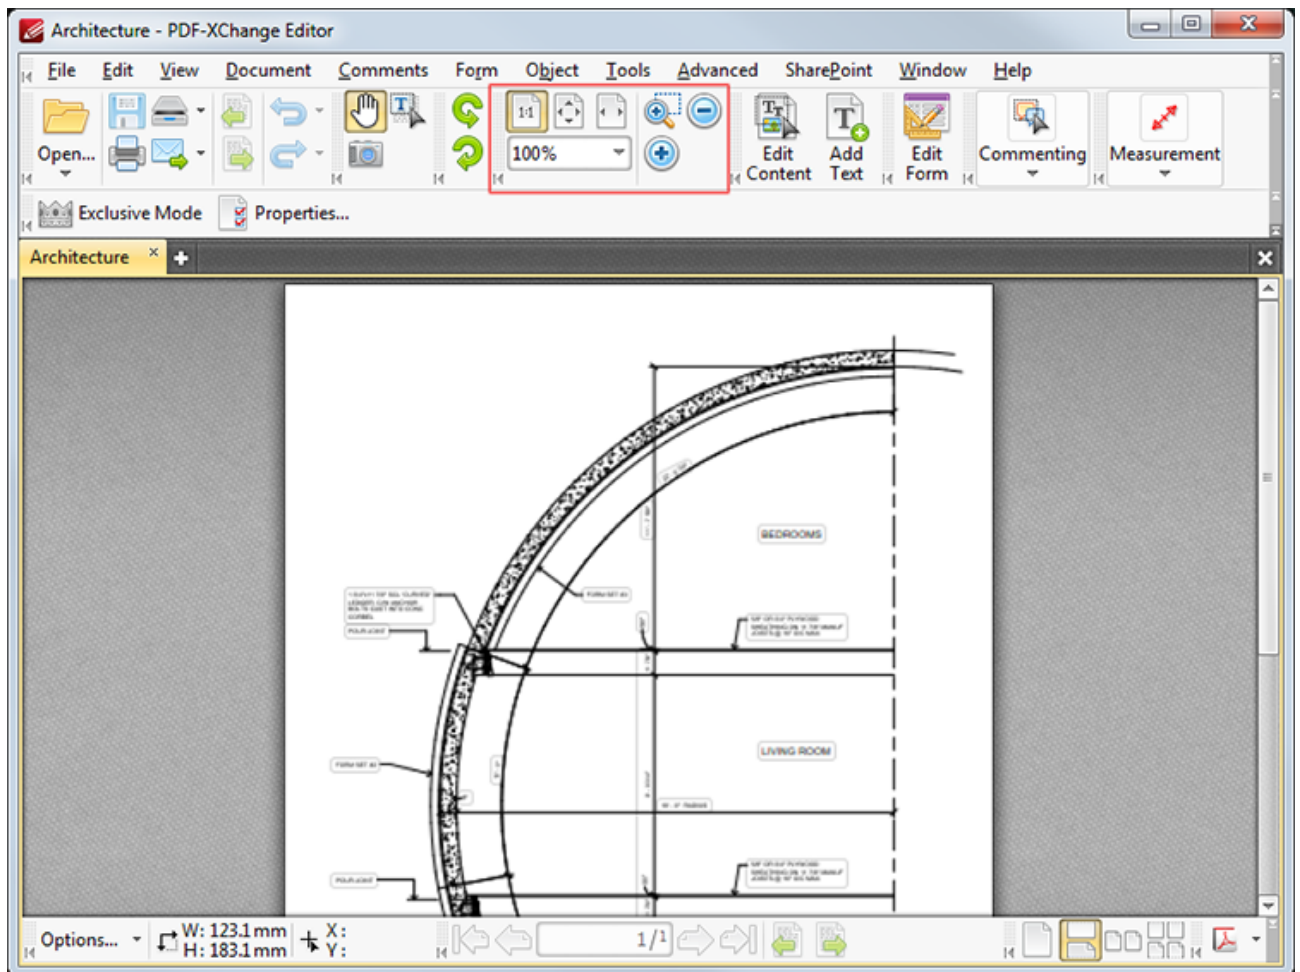 Architecture - PDF-XChange Editor
File Edit View Document Comments Form Object Tools Advanced SharePoint Window Help
1:1
Open...
100%
Edit Content
Add Text
Edit Form
Commenting
Measurement
Exclusive Mode Properties...
Architecture
BEDROOMS
LIVING ROOM
Options...
W: 123.1 mm
H: 183.1 mm
X:
Y:
1/1